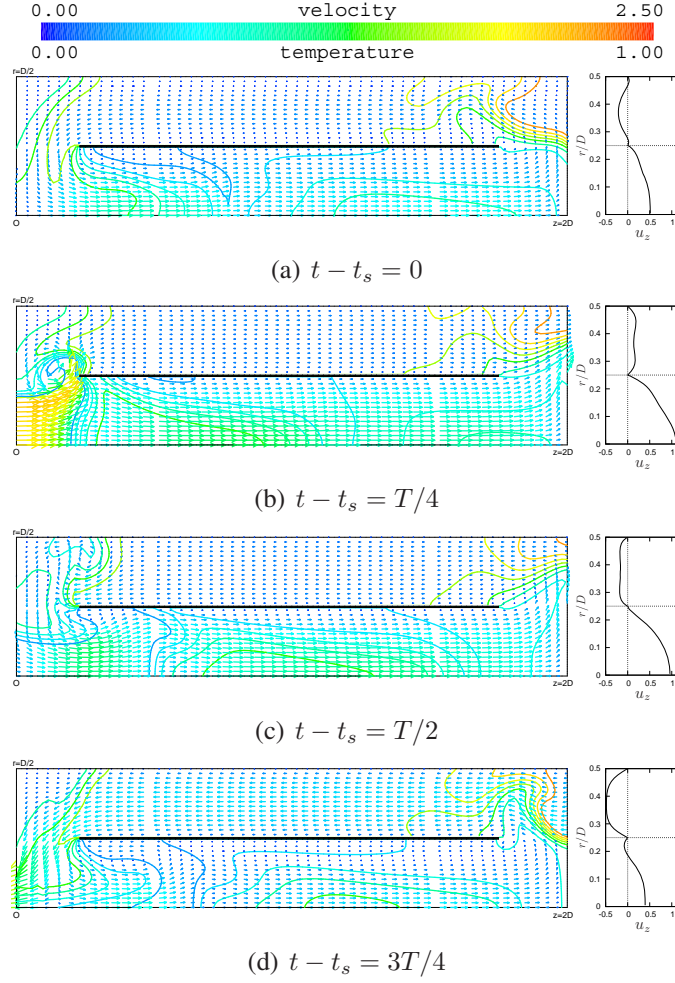 0.00 velocity 2.50
0.00 temperature 1.00
r=D/2
O
z=2D
0.5
0.4
0.3
0.2
0.1
0
r/D
-0.5 0 0.5 1
u_z
(a) t − t_s = 0
r=D/2
O
z=2D
0.5
0.4
0.3
0.2
0.1
0
r/D
-0.5 0 0.5 1
u_z
(b) t − t_s = T/4
r=D/2
O
z=2D
0.5
0.4
0.3
0.2
0.1
0
r/D
-0.5 0 0.5 1
u_z
(c) t − t_s = T/2
r=D/2
O
z=2D
0.5
0.4
0.3
0.2
0.1
0
r/D
-0.5 0 0.5 1
u_z
(d) t − t_s = 3T/4